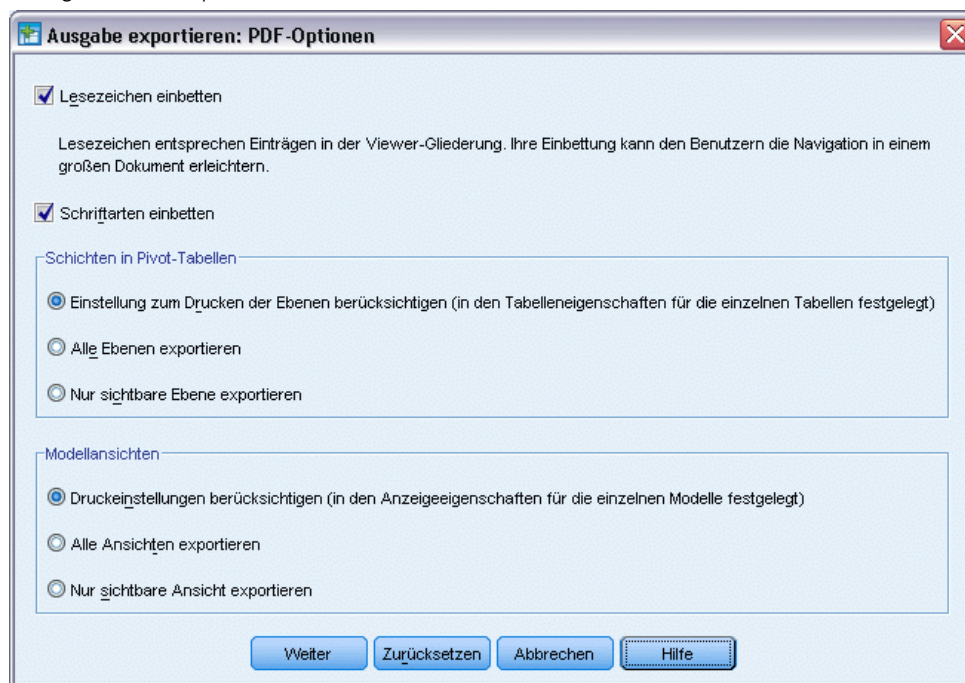 Ausgabe exportieren: PDF-Optionen
Lesezeichen einbetten
Lesezeichen entsprechen Einträgen in der Viewer-Gliederung. Ihre Einbettung kann den Benutzern die Navigation in einem
großen Dokument erleichtern.
Schriftarten einbetten
Schichten in Pivot-Tabellen
Einstellung zum Drucken der Ebenen berücksichtigen (in den Tabelleneigenschaften für die einzelnen Tabellen festgelegt)
Alle Ebenen exportieren
Nur sichtbare Ebene exportieren
Modellansichten
Druckeinstellungen berücksichtigen (in den Anzeigeeigenschaften für die einzelnen Modelle festgelegt)
Alle Ansichten exportieren
Nur sichtbare Ansicht exportieren
Weiter Zurücksetzen Abbrechen Hilfe